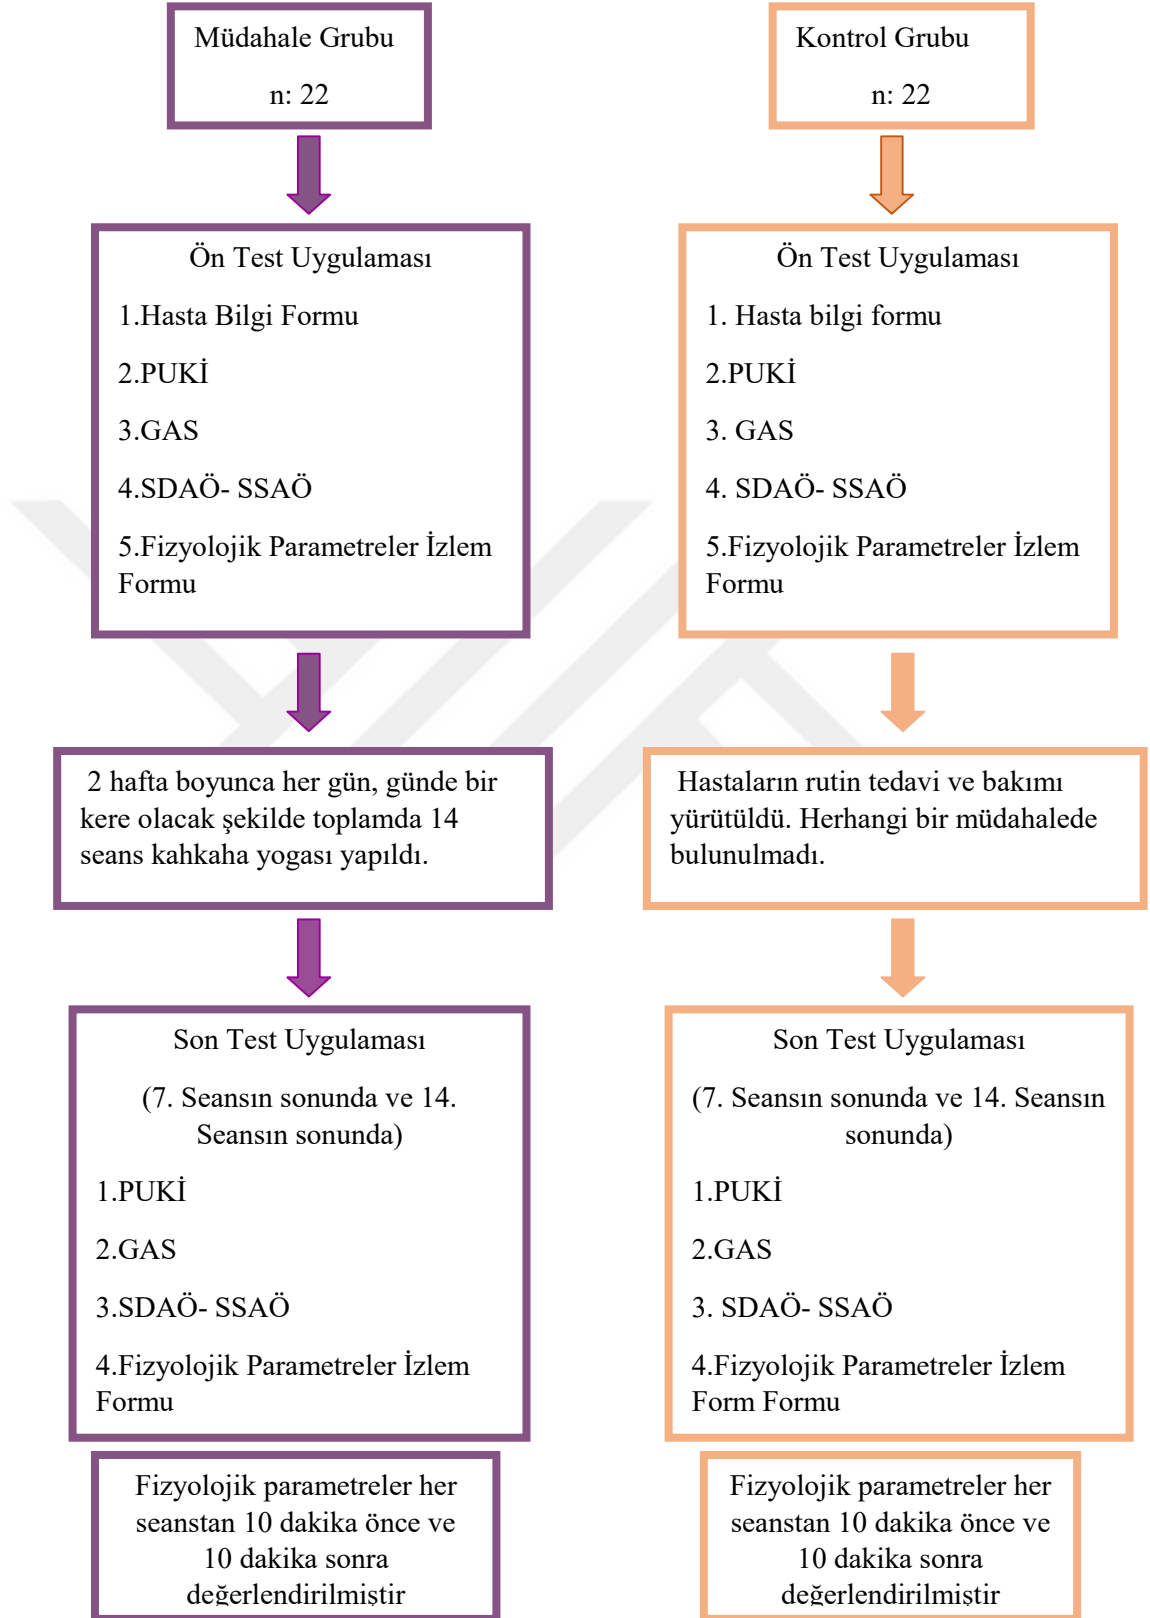 Müdahale Grubu
n: 22
Ön Test Uygulaması
1.Hasta Bilgi Formu
2.PUKİ
3.GAS
4.SDAÖ- SSAÖ
5.Fizyolojik Parametreler İzlem
Formu
2 hafta boyunca her gün, günde bir
kere olacak şekilde toplamda 14
seans kahkaha yogası yapıldı.
Son Test Uygulaması
(7. Seansın sonunda ve 14.
Seansın sonunda)
1.PUKİ
2.GAS
3.SDAÖ- SSAÖ
4.Fizyolojik Parametreler İzlem
Formu
Fizyolojik parametreler her
seanstan 10 dakika önce ve
10 dakika sonra
değerlendirilmiştir
Kontrol Grubu
n: 22
Ön Test Uygulaması
1. Hasta bilgi formu
2.PUKİ
3. GAS
4. SDAÖ- SSAÖ
5.Fizyolojik Parametreler İzlem
Formu
Hastaların rutin tedavi ve bakımı
yürütüldü. Herhangi bir müdahalede
bulunulmadı.
Son Test Uygulaması
(7. Seansın sonunda ve 14. Seansın
sonunda)
1.PUKİ
2.GAS
3. SDAÖ- SSAÖ
4.Fizyolojik Parametreler İzlem
Form Formu
Fizyolojik parametreler her
seanstan 10 dakika önce ve
10 dakika sonra
değerlendirilmiştir